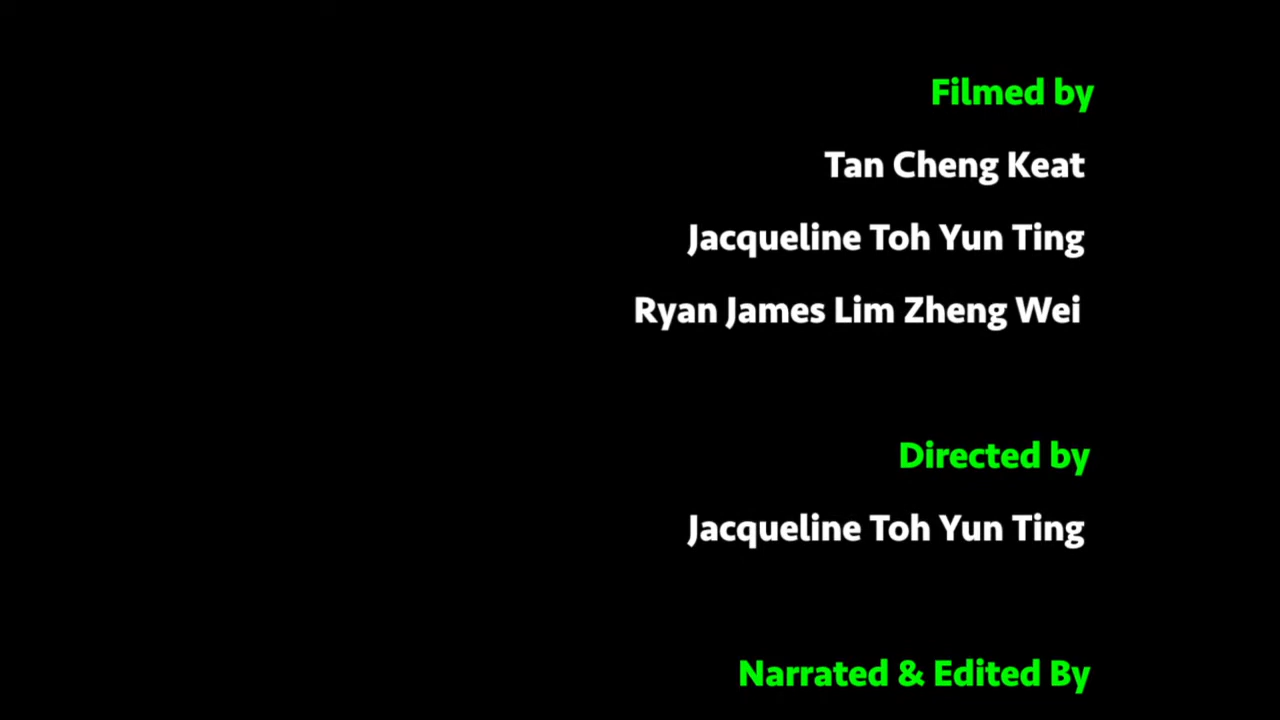 Filmed by
Tan Cheng Keat
Jacqueline Toh Yun Ting
Ryan James Lim Zheng Wei
Directed by
Jacqueline Toh Yun Ting
Narrated & Edited By